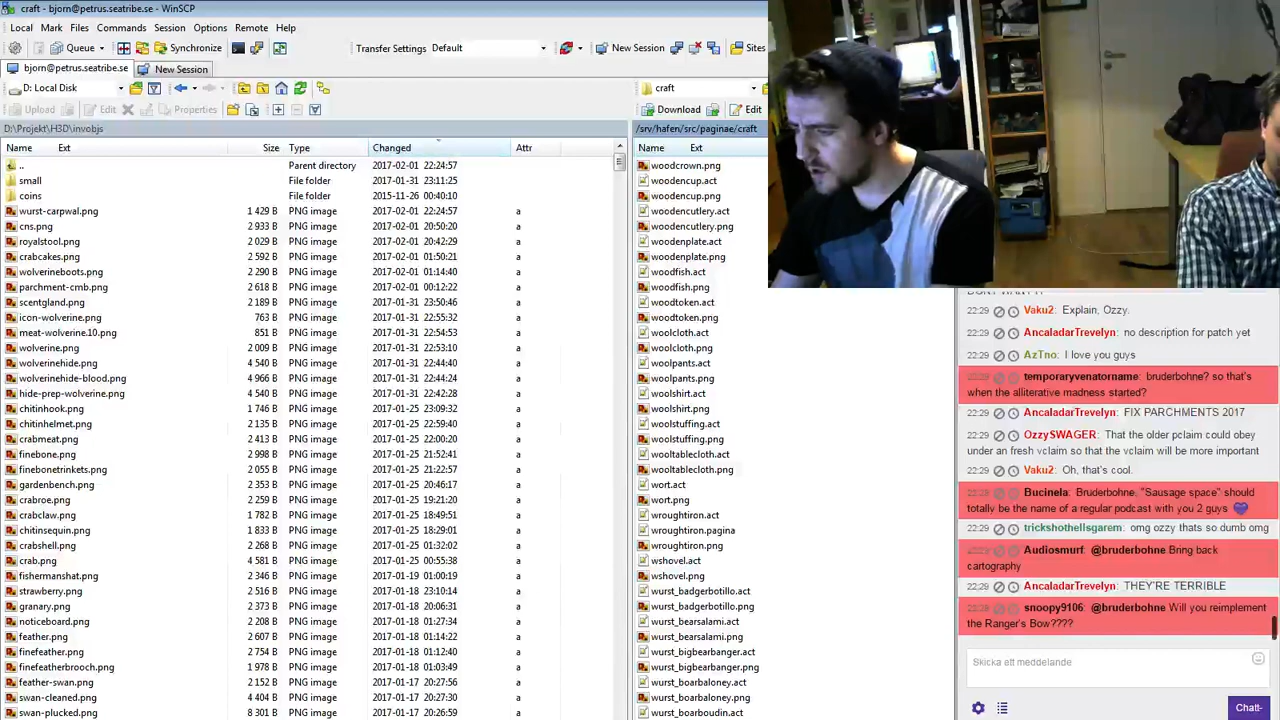 craft - bjorn@petrus.seatribe.se - WinSCP
Local Mark Files Commands Session Options Remote Help
Queue Synchronize Transfer Settings Default New Session Sites
bjorn@petrus.seatribe.se New Session
D: Local Disk craft
Upload Edit Properties Download Edit
D:\Projekt\H3D\invobjs /srv/hafen/src/paginae/craft
Name Ext Size Type Changed Attr Name Ext
.. Parent directory 2017-02-01 22:24:57 woodcrown.png
small File folder 2017-01-31 23:11:25 woodencup.act
coins File folder 2015-11-26 00:40:10 woodencup.png
wurst-carpwal.png 1 429 B PNG image 2017-02-01 22:24:57 a woodencutlery.act
cns.png 2 933 B PNG image 2017-02-01 20:50:20 a woodencutlery.png
royalstool.png 2 029 B PNG image 2017-02-01 20:42:29 a woodenplate.act
crabcakes.png 2 592 B PNG image 2017-02-01 01:50:21 a woodenplate.png
wolverineboots.png 2 290 B PNG image 2017-02-01 01:14:40 a woodfish.act
parchment-cmb.png 2 618 B PNG image 2017-02-01 00:12:22 a woodfish.png
scentgland.png 2 189 B PNG image 2017-01-31 23:50:46 a woodtoken.act
icon-wolverine.png 763 B PNG image 2017-01-31 22:55:32 a woodtoken.png
meat-wolverine.10.png 851 B PNG image 2017-01-31 22:54:53 a woolcloth.act
wolverine.png 2 009 B PNG image 2017-01-31 22:53:10 a woolcloth.png
wolverinehide.png 4 540 B PNG image 2017-01-31 22:44:40 a woolpants.act
wolverinehide-blood.png 4 966 B PNG image 2017-01-31 22:44:24 a woolpants.png
hide-prep-wolverine.png 4 540 B PNG image 2017-01-31 22:42:28 a woolshirt.act
chitinhook.png 1 746 B PNG image 2017-01-25 23:09:32 a woolshirt.png
chitinhelmet.png 2 135 B PNG image 2017-01-25 22:59:40 a woolstuffing.act
crabmeat.png 2 413 B PNG image 2017-01-25 22:00:20 a woolstuffing.png
finebone.png 2 998 B PNG image 2017-01-25 21:52:41 a wooltablecloth.act
finebonetrinkets.png 2 055 B PNG image 2017-01-25 21:22:57 a wooltablecloth.png
gardenbench.png 2 353 B PNG image 2017-01-25 20:46:17 a wort.act
crabroe.png 2 259 B PNG image 2017-01-25 19:21:20 a wort.png
crabclaw.png 1 782 B PNG image 2017-01-25 18:49:51 a wroughtiron.act
chitinsequin.png 1 833 B PNG image 2017-01-25 18:29:01 a wroughtiron.pagina
crabshell.png 2 268 B PNG image 2017-01-25 01:32:02 a wroughtiron.png
crab.png 4 581 B PNG image 2017-01-25 00:55:38 a wshovel.act
fishermanshat.png 2 346 B PNG image 2017-01-19 01:00:19 a wshovel.png
strawberry.png 2 516 B PNG image 2017-01-18 23:10:14 a wurst_badgerbotillo.act
granary.png 2 373 B PNG image 2017-01-18 20:06:31 a wurst_badgerbotillo.png
noticeboard.png 2 208 B PNG image 2017-01-18 01:27:34 a wurst_bearsalami.act
feather.png 2 607 B PNG image 2017-01-18 01:14:22 a wurst_bearsalami.png
finefeather.png 2 754 B PNG image 2017-01-18 01:12:40 a wurst_bigbearbanger.act
finefeatherbrooch.png 1 978 B PNG image 2017-01-18 01:03:49 a wurst_bigbearbanger.png
feather-swan.png 2 152 B PNG image 2017-01-17 20:27:56 a wurst_boarbaloney.act
swan-cleaned.png 4 404 B PNG image 2017-01-17 20:27:30 a wurst_boarbaloney.png
swan-plucked.png 8 301 B PNG image 2017-01-17 20:26:59 a wurst_boarboudin.act
22:29 Vaku2: Explain, Ozzy.
22:29 AncaladarTrevelyn: no description for patch yet
22:29 AzTno: I love you guys
temporaryvenatorname: bruderbohne? so that's
when the alliterative madness started?
22:29 AncaladarTrevelyn: FIX PARCHMENTS 2017
22:29 OzzySWAGER: That the older pclaim could obey
under an fresh vclaim so that the vclaim will be more important
22:29 Vaku2: Oh, that's cool.
Bucinela: Bruderbohne, "Sausage space" should
totally be the name of a regular podcast with you 2 guys
22:29 trickshothellsgarem: omg ozzy thats so dumb omg
Audiosmurf: @bruderbohne Bring back
cartography
22:29 AncaladarTrevelyn: THEY'RE TERRIBLE
snoopy9106: @bruderbohne Will you reimplement
the Ranger's Bow????
Skicka ett meddelande
Chatt-